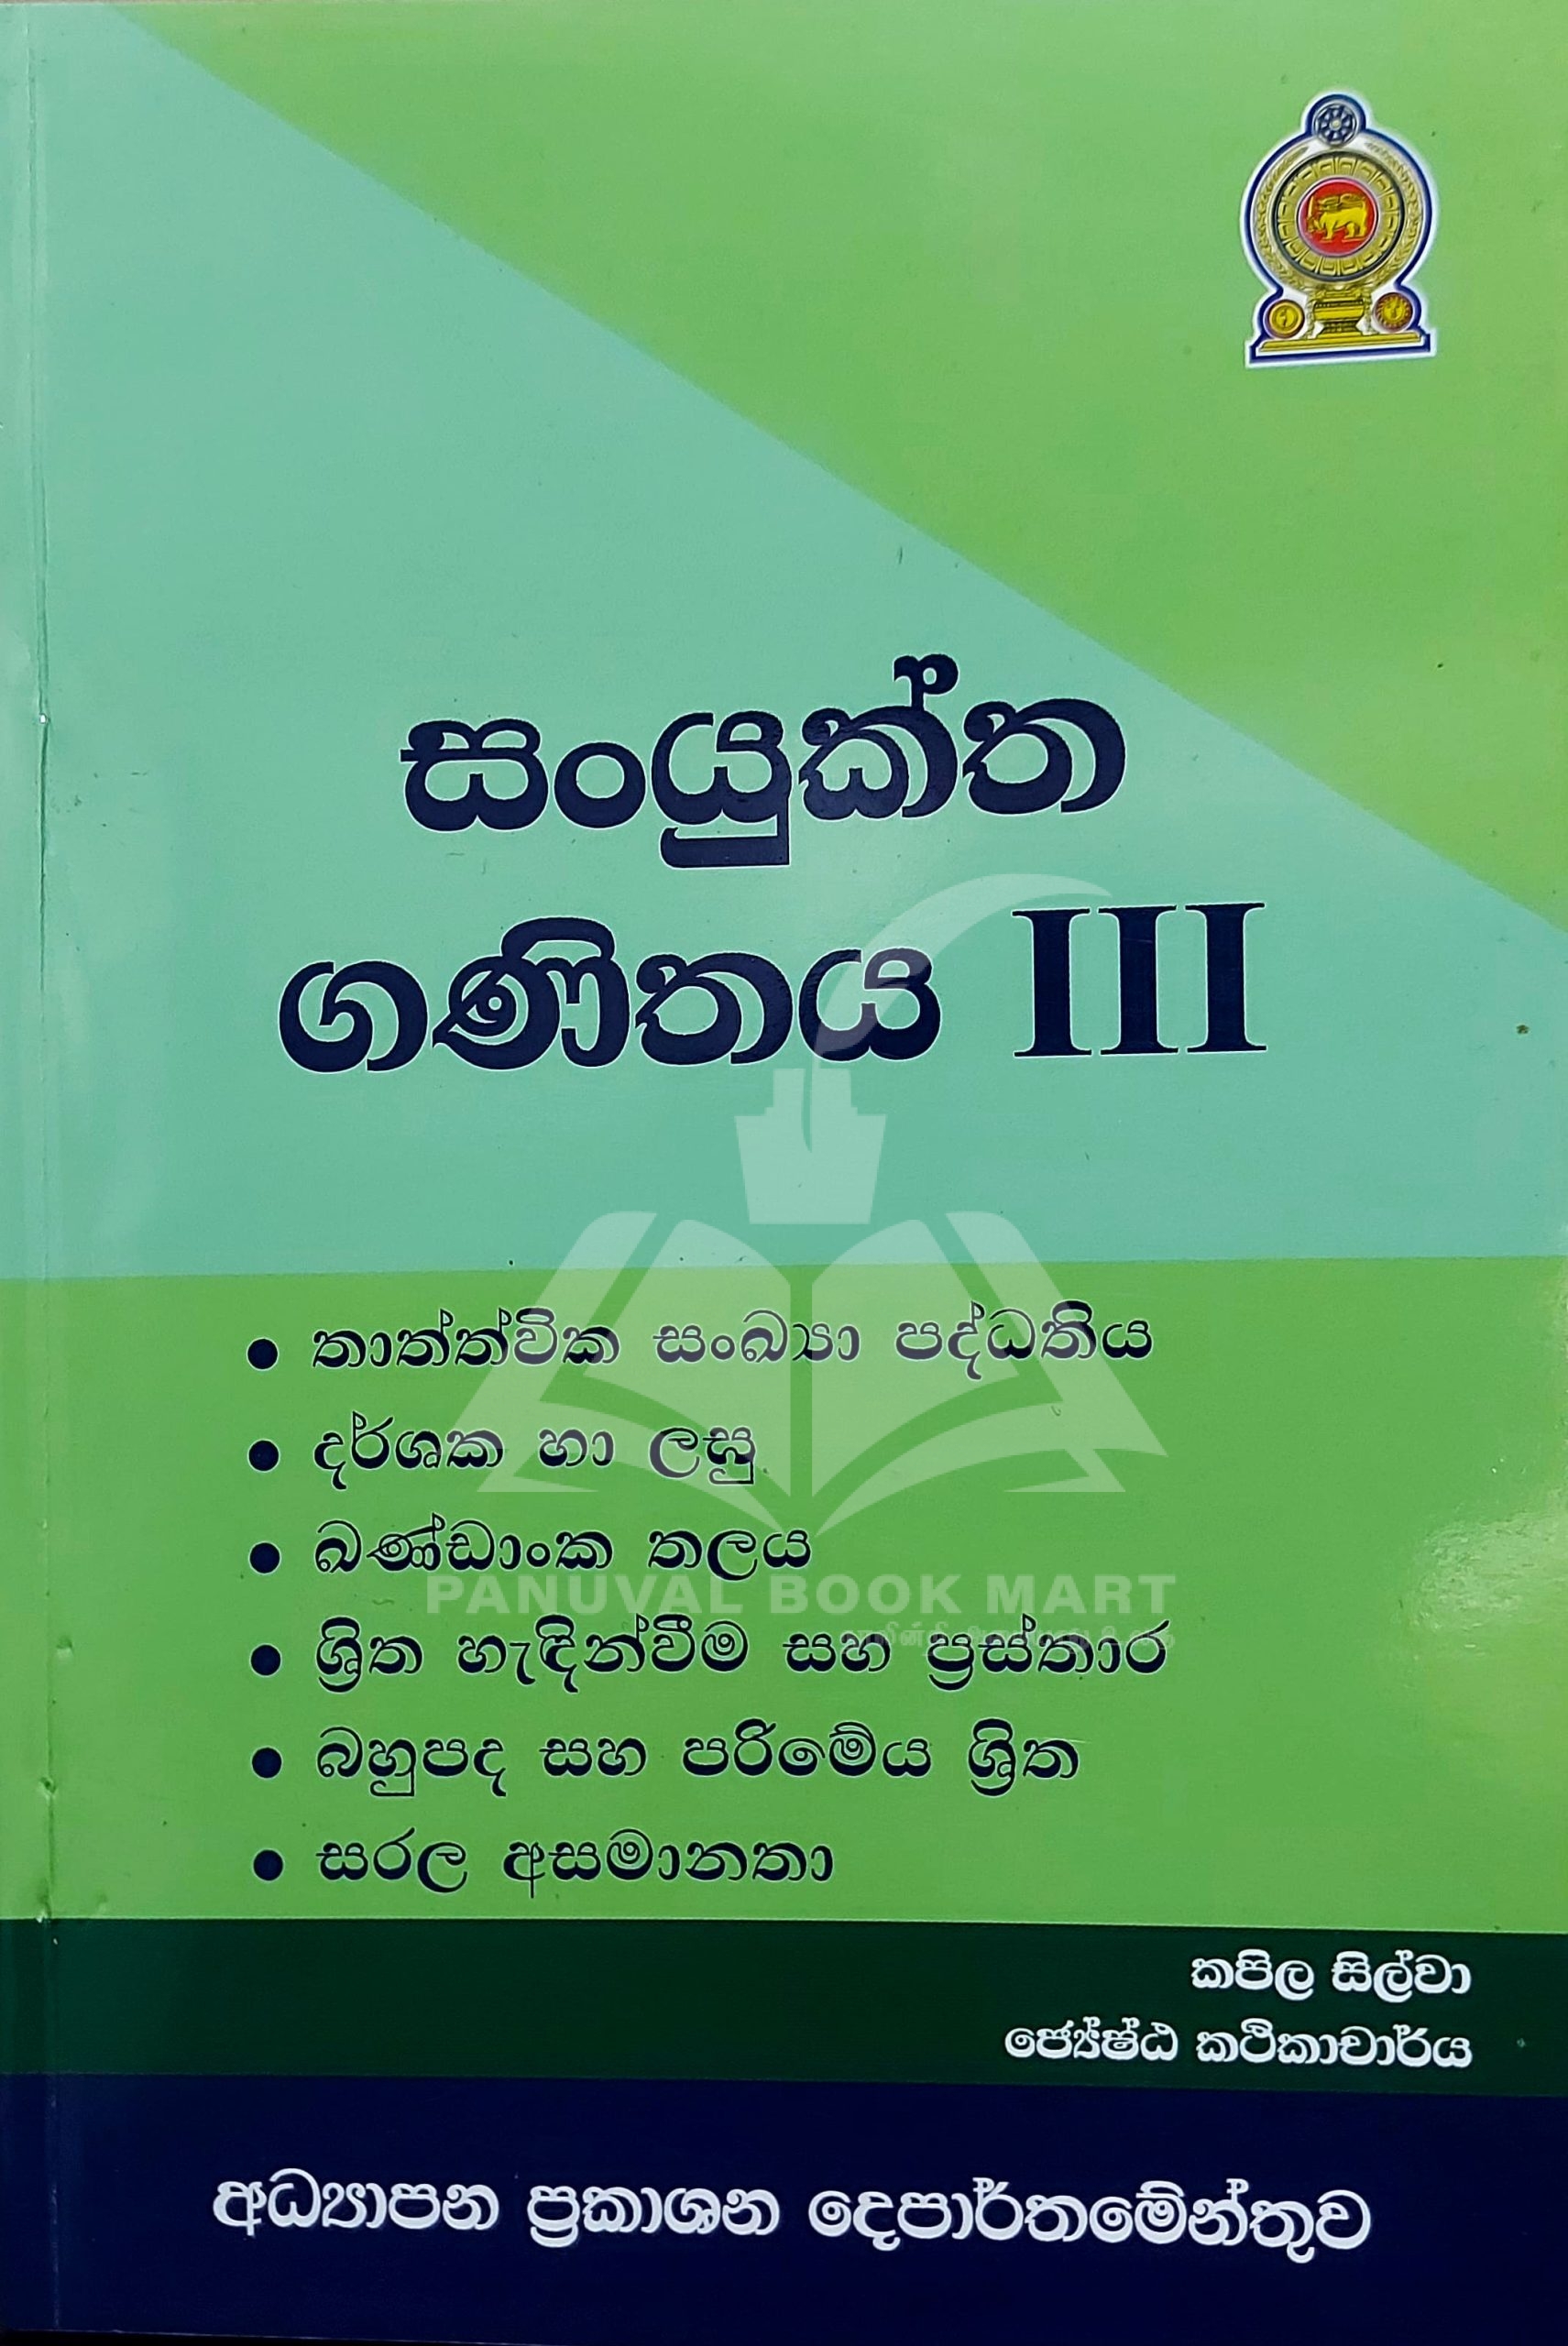 සංයුක්ත
ගණිතය III
• තාත්ත්වික සංඛ්‍යා පද්ධතිය
• දර්ශක හා ලඝු
• ඛණ්ඩාංක තලය
PANUVAL BOOK MART
• ශ්‍රිත හැඳින්වීම සහ ප්‍රස්තාර
• බහුපද සහ පරිමේය ශ්‍රිත
• සරල අසමානතා
කපිල සිල්වා
ජ්‍යේෂ්ඨ කථිකාචාර්ය
අධ්‍යාපන ප්‍රකාශන දෙපාර්තමේන්තුව